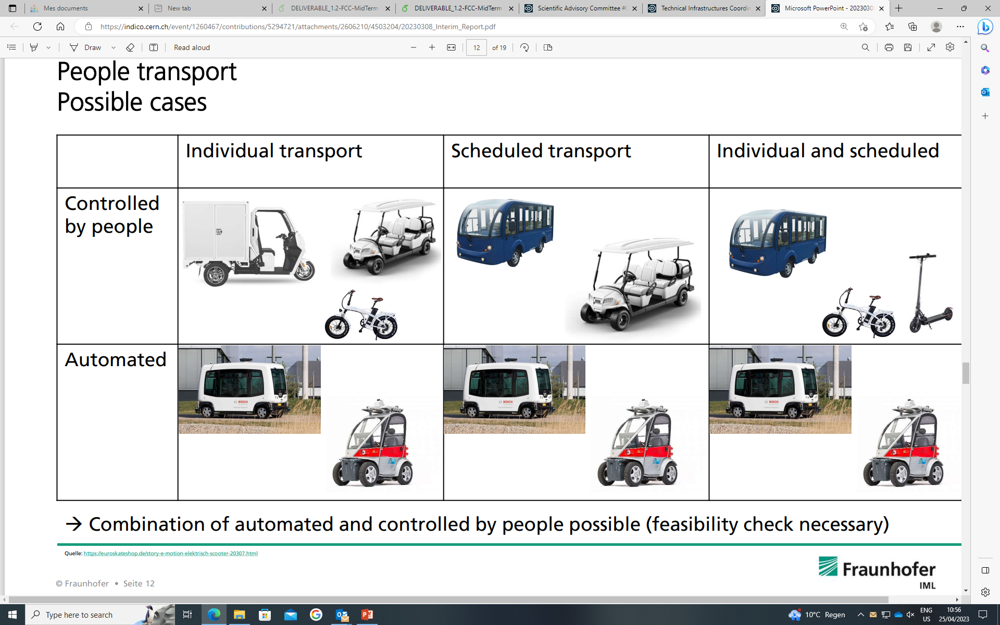 Mes documents
New tab
DELIVERABLE_1.2-FCC-MidTerm
DELIVERABLE_1.2-FCC-MidTerm
Scientific Advisory Committee #
Technical Infrastructures Coordin
Microsoft PowerPoint - 2023030
https://indico.cern.ch/event/1260467/contributions/5294721/attachments/2606210/4503204/20230308_Interim_Report.pdf
Draw
Read aloud
12
of 19
People transport
Possible cases
Individual transport
Scheduled transport
Individual and scheduled
Controlled
by people
Automated
BOSCH
BOSCH
BOSCH
→ Combination of automated and controlled by people possible (feasibility check necessary)
Quelle: https://euroskateshop.de/story-e-motion-elektrisch-scooter-20307.html
© Fraunhofer • Seite 12
Fraunhofer
IML
Type here to search
10°C Regen
ENG
US
10:56
25/04/2023